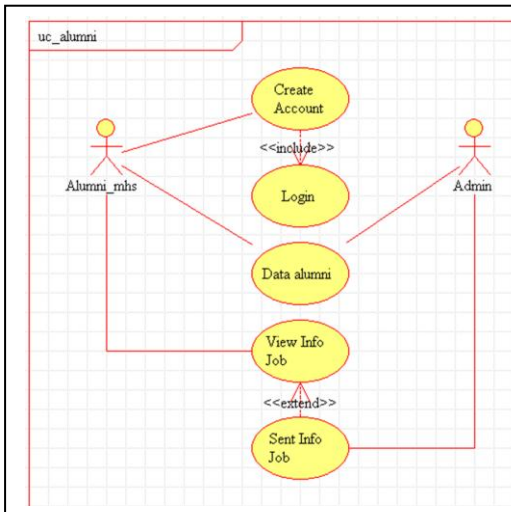 uc_alumni
Create
Account
<<include>>
Alumni_mhs
Admin
Login
Data alumni
View Info
Job
<<extend>>
Sent Info
Job